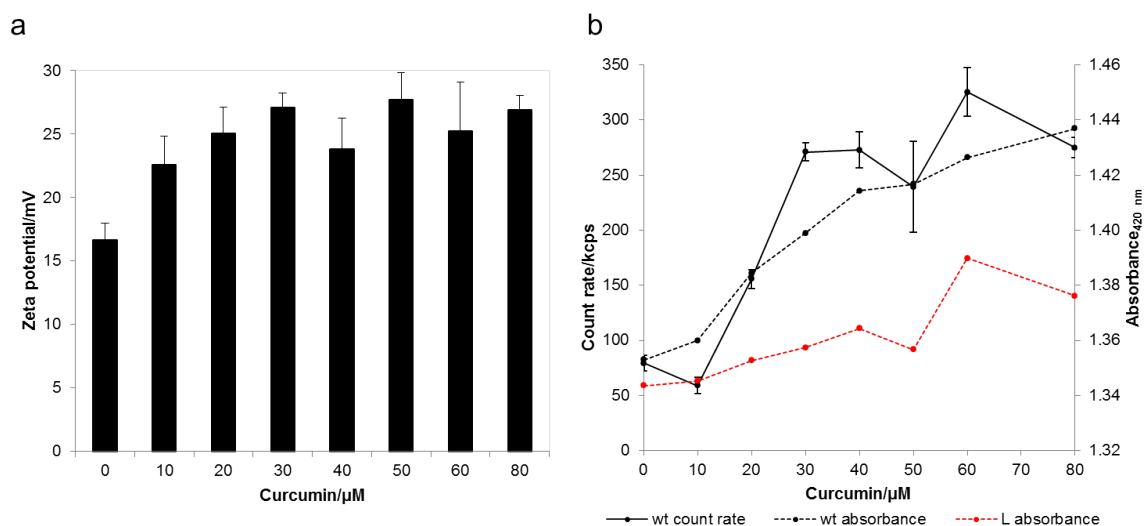 a
b
30
25
20
15
10
5
0
Zeta potential/mV
0 10 20 30 40 50 60 80
Curcumin/µM
350
300
250
200
150
100
50
0
Count rate/kcps
1.46
1.44
1.42
1.40
1.38
1.36
1.34
1.32
Absorbance420 nm
0 10 20 30 40 50 60 70 80
Curcumin/µM
wt count rate wt absorbance L absorbance